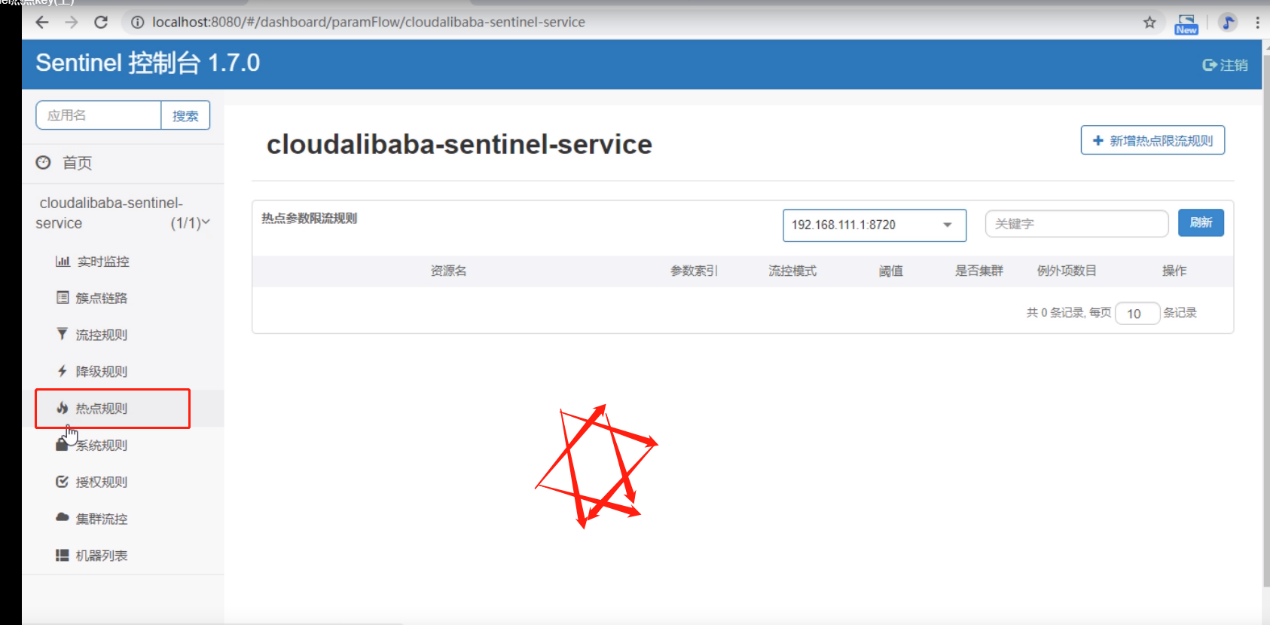 localhost:8080/#/dashboard/paramFlow/cloudalibaba-sentinel-service
New
Sentinel 控制台 1.7.0
注销
应用名
搜索
首页
cloudalibaba-sentinel-
service
(1/1)
实时监控
簇点链路
流控规则
降级规则
热点规则
系统规则
授权规则
集群流控
机器列表
cloudalibaba-sentinel-service
新增热点限流规则
热点参数限流规则
192.168.111.1:8720
关键字
刷新
资源名 参数索引 流控模式 阈值 是否集群 例外项数目 操作
共 0 条记录, 每页 10 条记录